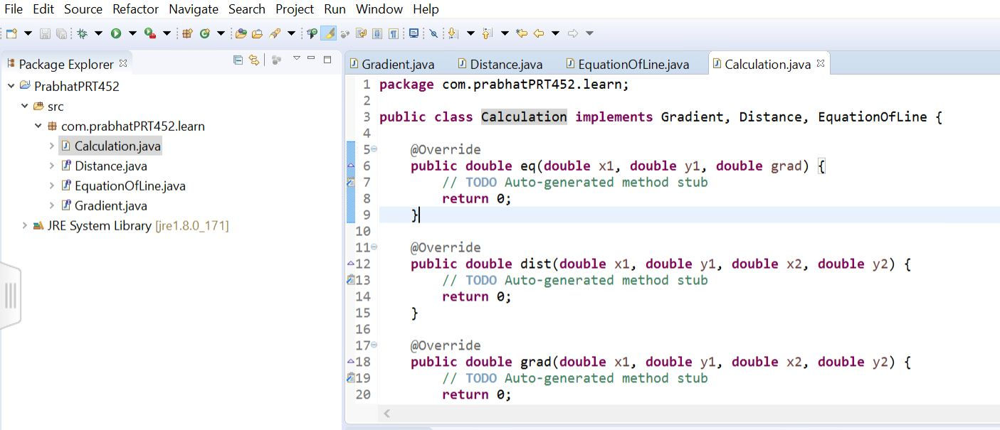 File Edit Source Refactor Navigate Search Project Run Window Help
Package Explorer
PrabhatPRT452
src
com.prabhatPRT452.learn
Calculation.java
Distance.java
EquationOfLine.java
Gradient.java
JRE System Library [jre1.8.0_171]
Gradient.java Distance.java EquationOfLine.java Calculation.java
1 package com.prabhatPRT452.learn;
2
3 public class Calculation implements Gradient, Distance, EquationOfLine {
4
5 @Override
6 public double eq(double x1, double y1, double grad) {
7 // TODO Auto-generated method stub
8 return 0;
9 }
10
11 @Override
12 public double dist(double x1, double y1, double x2, double y2) {
13 // TODO Auto-generated method stub
14 return 0;
15 }
16
17 @Override
18 public double grad(double x1, double y1, double x2, double y2) {
19 // TODO Auto-generated method stub
20 return 0;